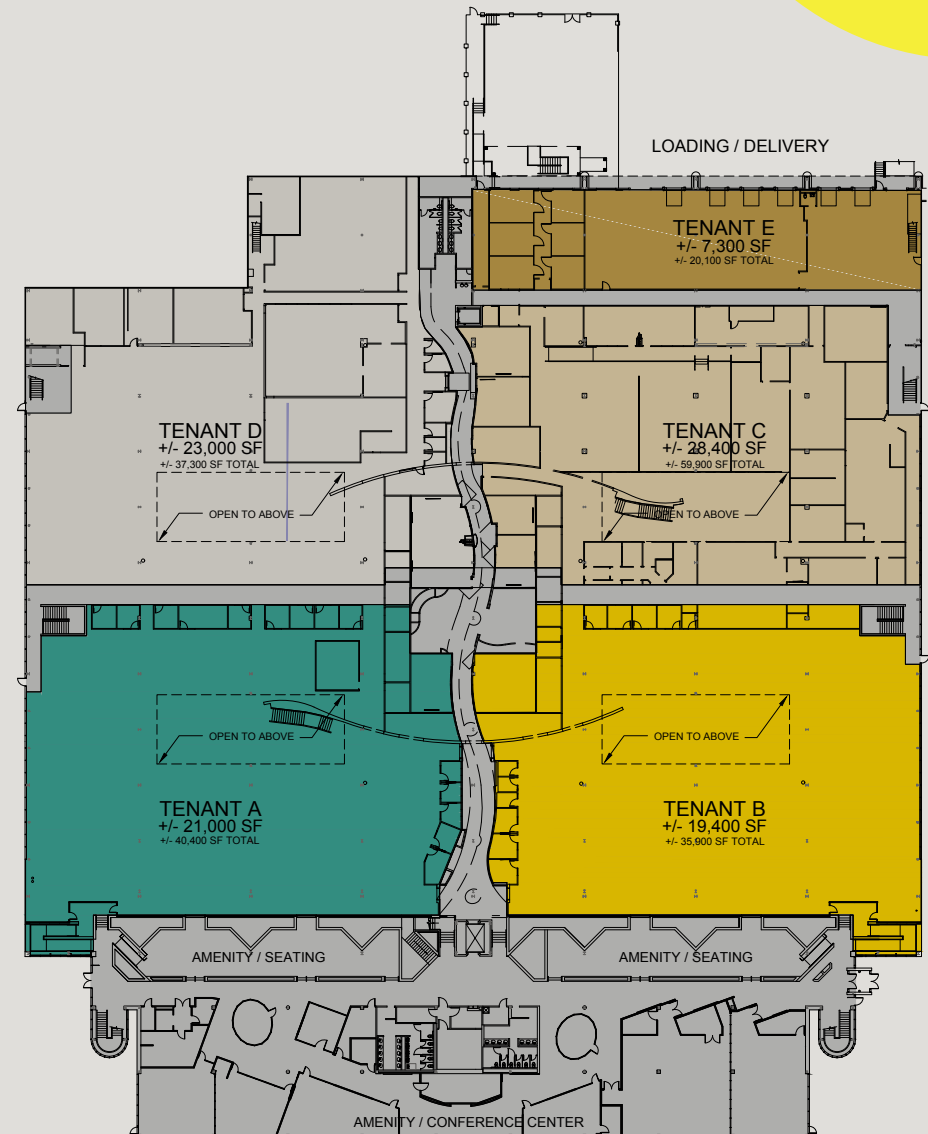 LOADING / DELIVERY
TENANT E
+/- 7,300 SF
+/- 20,100 SF TOTAL
TENANT D
+/- 23,000 SF
+/- 37,300 SF TOTAL
OPEN TO ABOVE
TENANT C
+/- 28,400 SF
+/- 59,900 SF TOTAL
OPEN TO ABOVE
OPEN TO ABOVE
TENANT A
+/- 21,000 SF
+/- 40,400 SF TOTAL
OPEN TO ABOVE
TENANT B
+/- 19,400 SF
+/- 35,900 SF TOTAL
AMENITY / SEATING
AMENITY / SEATING
AMENITY / CONFERENCE CENTER